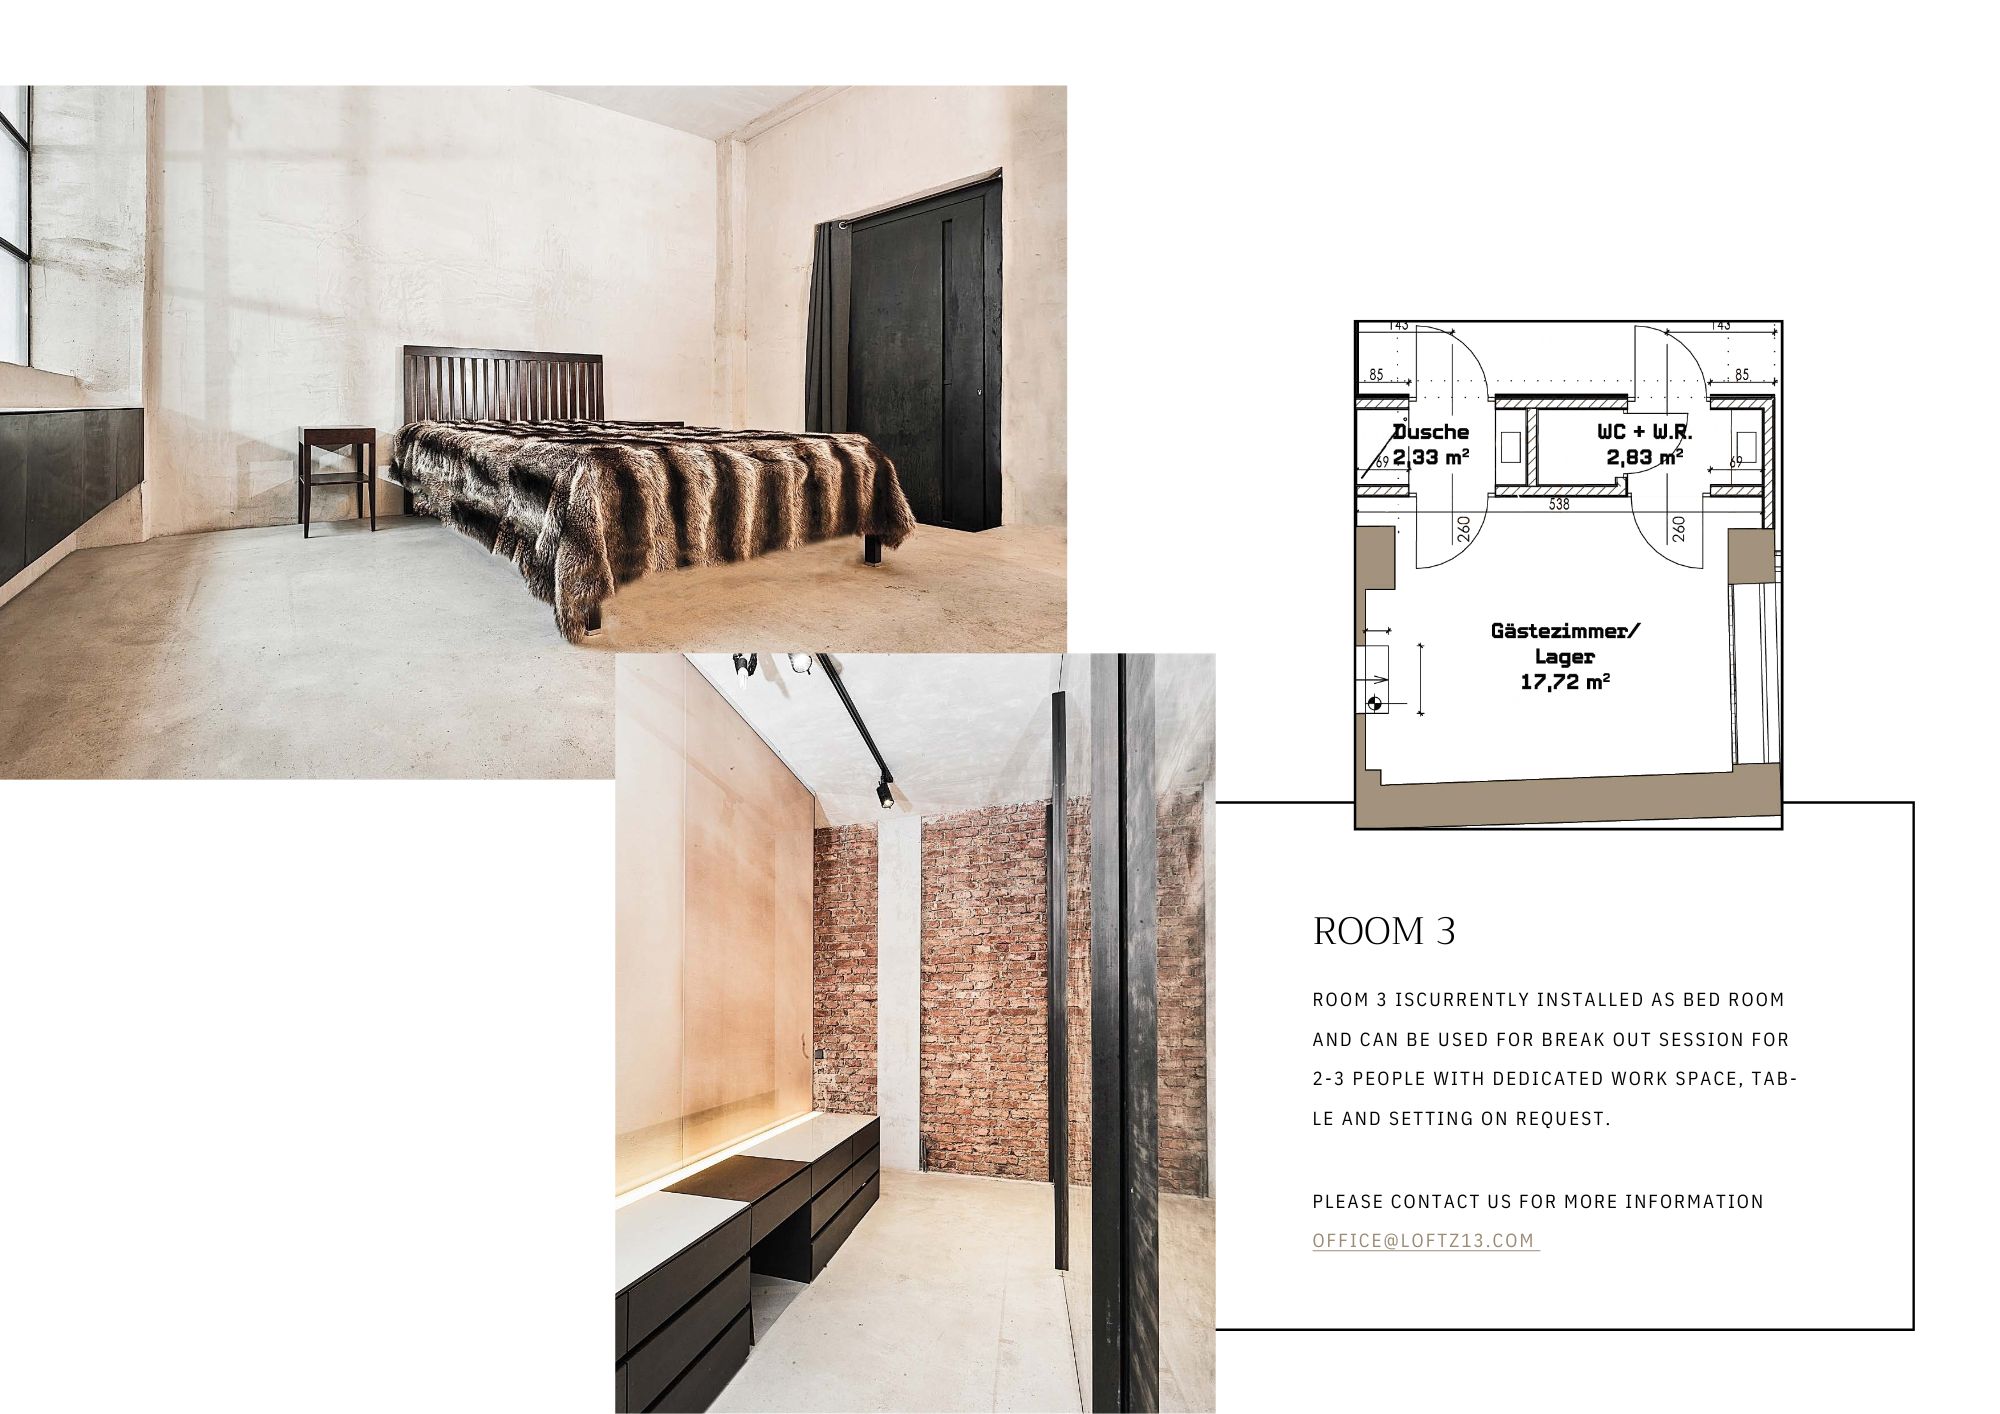 143
143
85
85
Dusche
2,33 m²
WC + W.R.
2,83 m²
69
69
538
260
260
Gästezimmer/
Lager
17,72 m²
ROOM 3
ROOM 3 ISCURRENTLY INSTALLED AS BED ROOM
AND CAN BE USED FOR BREAK OUT SESSION FOR
2-3 PEOPLE WITH DEDICATED WORK SPACE, TAB-
LE AND SETTING ON REQUEST.
PLEASE CONTACT US FOR MORE INFORMATION
OFFICE@LOFTZ13.COM